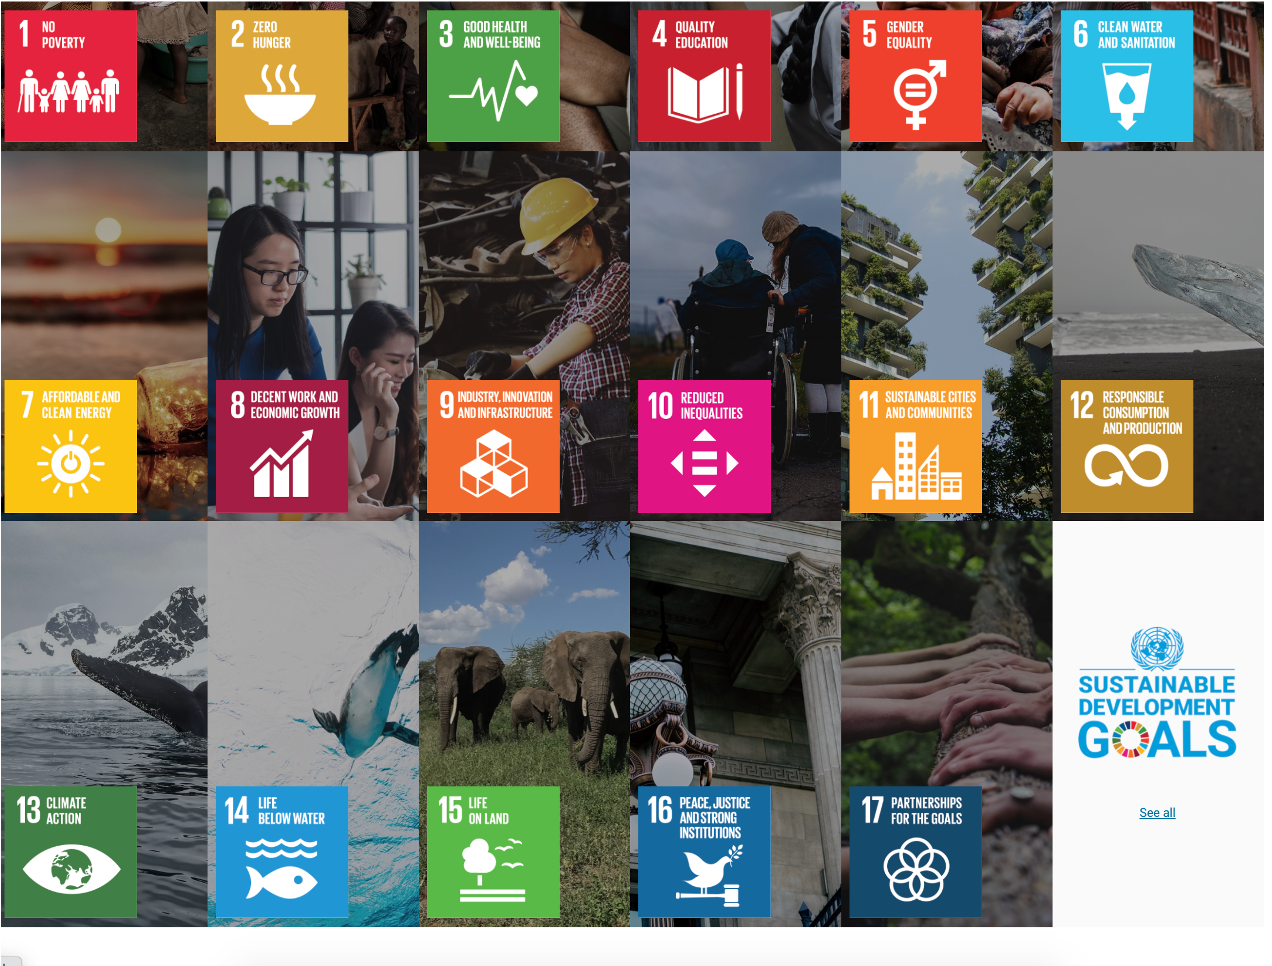 1 NO
POVERTY
2 ZERO
HUNGER
3 GOOD HEALTH
AND WELL-BEING
4 QUALITY
EDUCATION
5 GENDER
EQUALITY
6 CLEAN WATER
AND SANITATION
7 AFFORDABLE AND
CLEAN ENERGY
8 DECENT WORK AND
ECONOMIC GROWTH
9 INDUSTRY, INNOVATION
AND INFRASTRUCTURE
10 REDUCED
INEQUALITIES
11 SUSTAINABLE CITIES
AND COMMUNITIES
12 RESPONSIBLE
CONSUMPTION
AND PRODUCTION
13 CLIMATE
ACTION
14 LIFE
BELOW WATER
15 LIFE
ON LAND
16 PEACE, JUSTICE
AND STRONG
INSTITUTIONS
17 PARTNERSHIPS
FOR THE GOALS
SUSTAINABLE
DEVELOPMENT
GOALS
See all